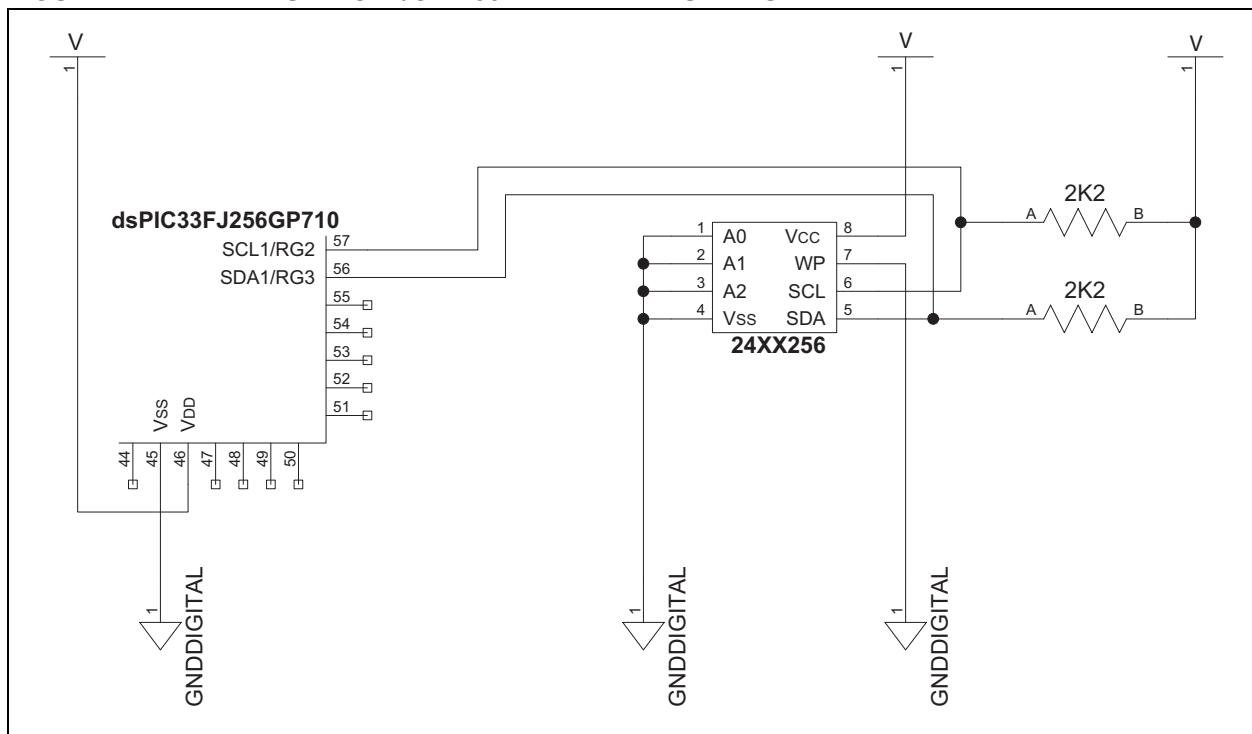 V
1
V
1
V
1
dsPIC33FJ256GP710
SCL1/RG2
57
SDA1/RG3
56
55
54
53
52
51
VSS
VDD
44
45
46
47
48
49
50
1
GNDDIGITAL
1
A0
VCC
8
2
A1
WP
7
3
A2
SCL
6
4
VSS
SDA
5
24XX256
2K2
A
B
2K2
A
B
1
GNDDIGITAL
1
GNDDIGITAL